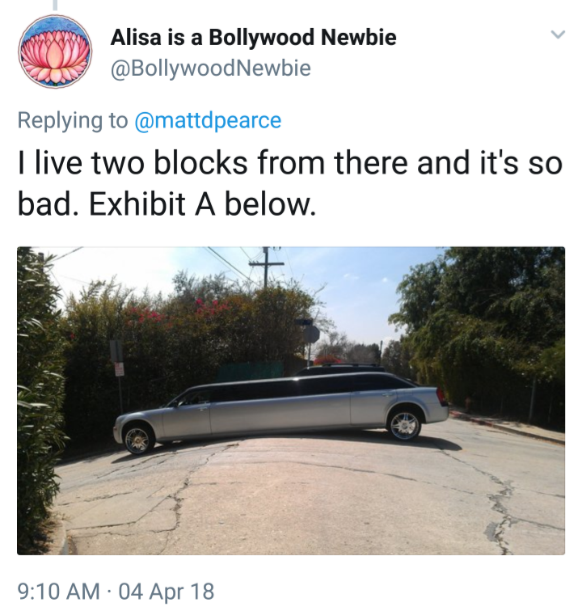 Alisa is a Bollywood Newbie
@BollywoodNewbie
Replying to @mattdpearce
I live two blocks from there and it's so
bad. Exhibit A below.
9:10 AM · 04 Apr 18